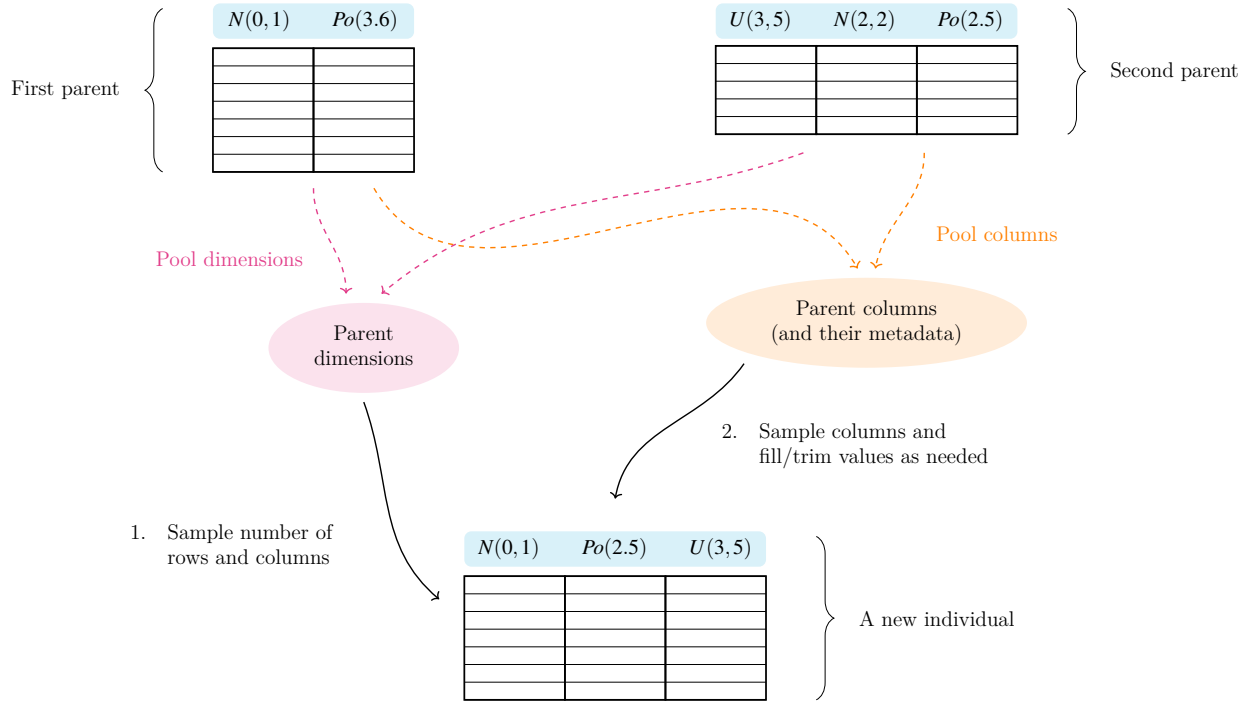 N(0, 1) Po(3.6)
U(3, 5) N(2, 2) Po(2.5)
First parent
Second parent
Pool dimensions
Pool columns
Parent
dimensions
Parent columns
(and their metadata)
2. Sample columns and
fill/trim values as needed
1. Sample number of
rows and columns
N(0, 1) Po(2.5) U(3, 5)
A new individual